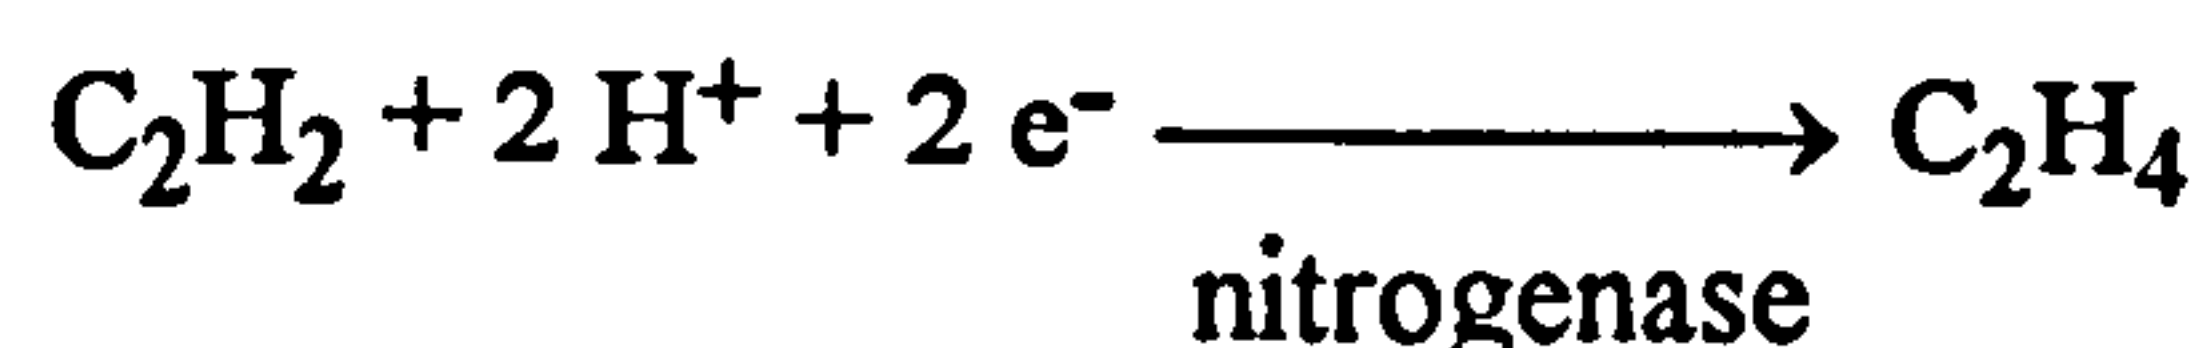 C₂H₂ + 2 H⁺ + 2 e⁻ ⟶ C₂H₄
nitrogenase